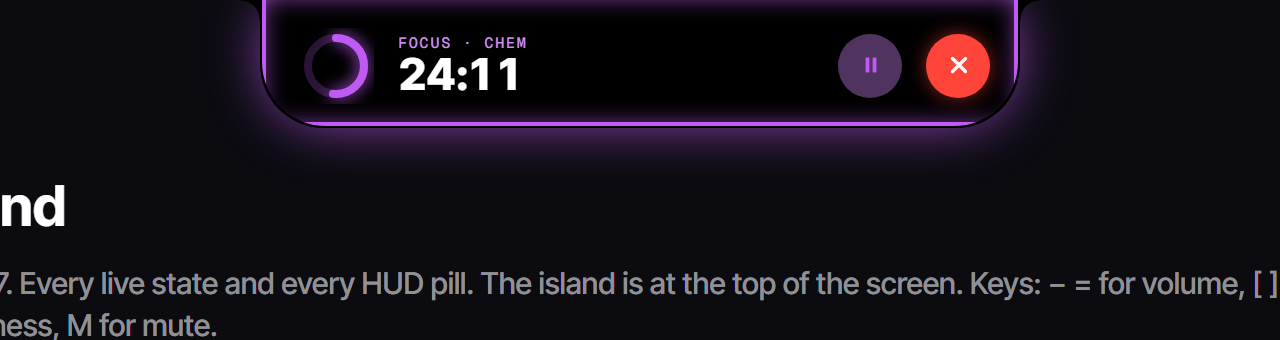 FOCUS · CHEM
24:11
nd
7. Every live state and every HUD pill. The island is at the top of the screen. Keys: − = for volume, [ ]
ness, M for mute.